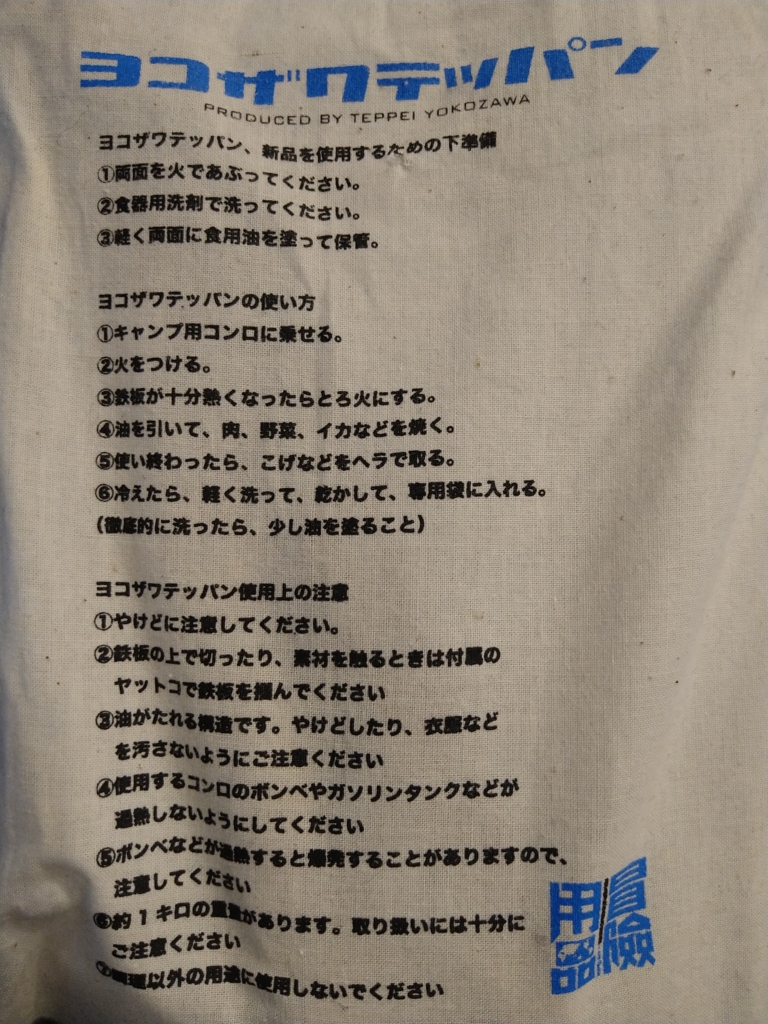 ヨコザワテッパン
PRODUCED BY TEPPEI YOKOZAWA
ヨコザワテッパン、新品を使用するための下準備
①両面を火であぶってください。
②食器用洗剤で洗ってください。
③軽く両面に食用油を塗って保管。
ヨコザワテッパンの使い方
①キャンプ用コンロに乗せる。
②火をつける。
③鉄板が十分熱くなったらとろ火にする。
④油を引いて、肉、野菜、イカなどを焼く。
⑤使い終わったら、こげなどをヘラで取る。
⑥冷えたら、軽く洗って、乾かして、専用袋に入れる。
（徹底的に洗ったら、少し油を塗ること）
ヨコザワテッパン使用上の注意
①やけどに注意してください。
②鉄板の上で切ったり、素材を触るときは付属の
ヤットコで鉄板を掴んでください
③油がたれる構造です。やけどしたり、衣服など
を汚さないようにご注意ください
④使用するコンロのボンベやガソリンタンクなどが
過熱しないようにしてください
⑤ボンベなどが過熱すると爆発することがありますので、
注意してください
⑥約1キロの重量があります。取り扱いには十分に
ご注意ください
⑦調理以外の用途に使用しないでください
冒險
用品